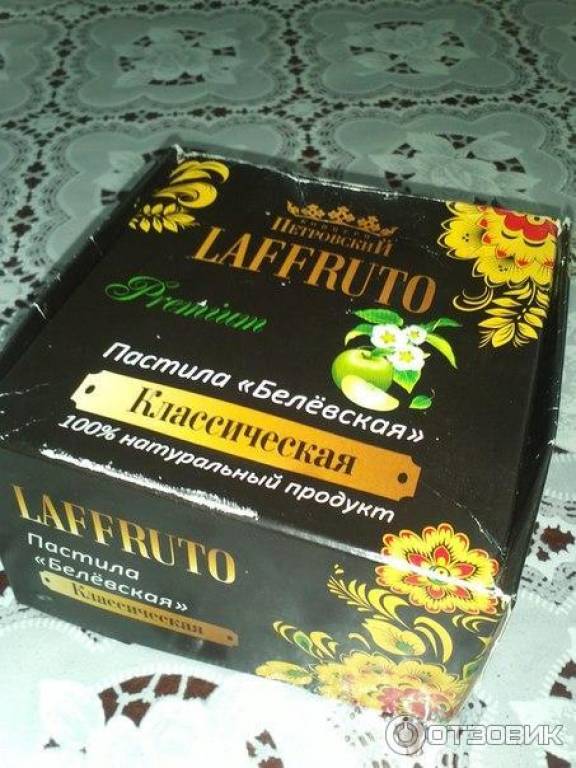 ПЕТРОВСКИЙ
LAFFRUTO
Premium
Пастила «Белёвская»
Классическая
100% натуральный продукт
LAFFRUTO
Пастила
«Белёвская»
Классическая
ОТЗОВИК